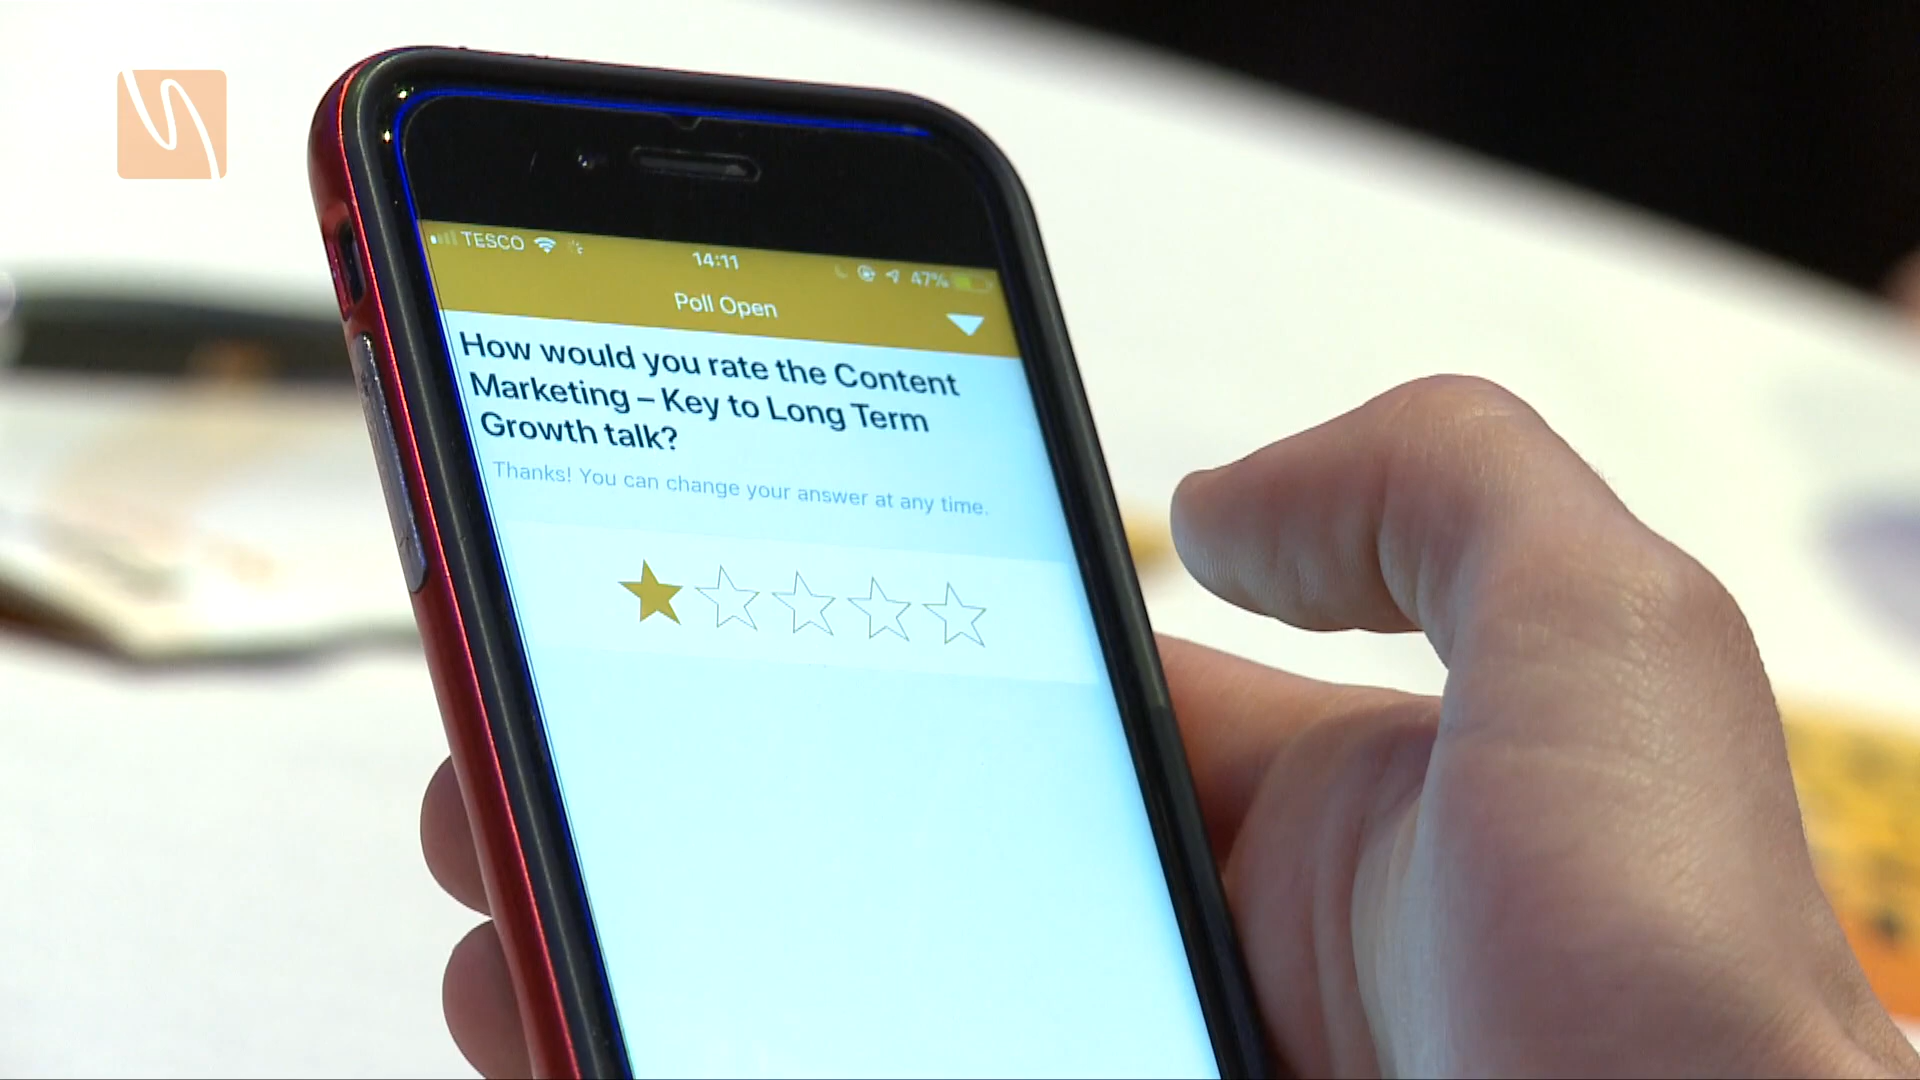 TESCO
14:11
47%
Poll Open
How would you rate the Content
Marketing – Key to Long Term
Growth talk?
Thanks! You can change your answer at any time.